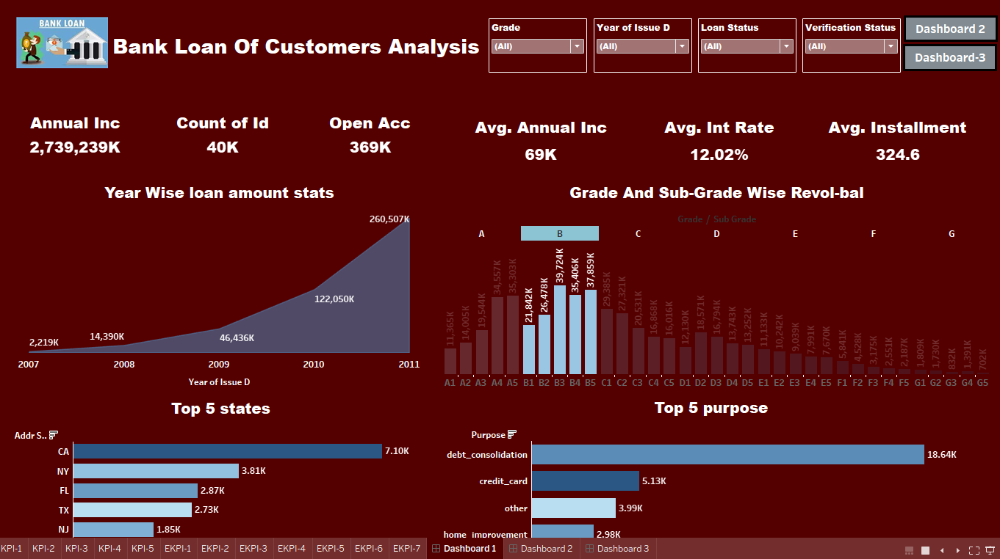 BANK LOAN
Bank Loan Of Customers Analysis
Grade
(All)
Year of Issue D
(All)
Loan Status
(All)
Verification Status
(All)
Dashboard 2
Dashboard-3
Annual Inc
2,739,239K
Count of Id
40K
Open Acc
369K
Avg. Annual Inc
69K
Avg. Int Rate
12.02%
Avg. Installment
324.6
Year Wise loan amount stats
260,507K
122,050K
46,436K
14,390K
2,219K
2007 2008 2009 2010 2011
Year of Issue D
Grade And Sub-Grade Wise Revol-bal
Grade / Sub Grade
A B C D E F G
11,365K 14,005K 19,544K 34,557K 35,303K 21,842K 26,478K 39,724K 35,406K 37,859K 29,385K 27,321K 20,531K 16,868K 16,016K 12,130K 18,571K 16,794K 13,743K 13,252K 11,133K 10,242K 9,039K 7,991K 7,670K 5,841K 4,528K 3,175K 2,551K 2,187K 1,809K 1,730K 832K 1,391K 702K
A1 A2 A3 A4 A5 B1 B2 B3 B4 B5 C1 C2 C3 C4 C5 D1 D2 D3 D4 D5 E1 E2 E3 E4 E5 F1 F2 F3 F4 F5 G1 G2 G3 G4 G5
Top 5 states
Addr S..
CA 7.10K
NY 3.81K
FL 2.87K
TX 2.73K
NJ 1.85K
Top 5 purpose
Purpose
debt_consolidation 18.64K
credit_card 5.13K
other 3.99K
home_improvement 2.98K
KPI-1 KPI-2 KPI-3 KPI-4 KPI-5 EKPI-1 EKPI-2 EKPI-3 EKPI-4 EKPI-5 EKPI-6 EKPI-7 Dashboard 1 Dashboard 2 Dashboard 3